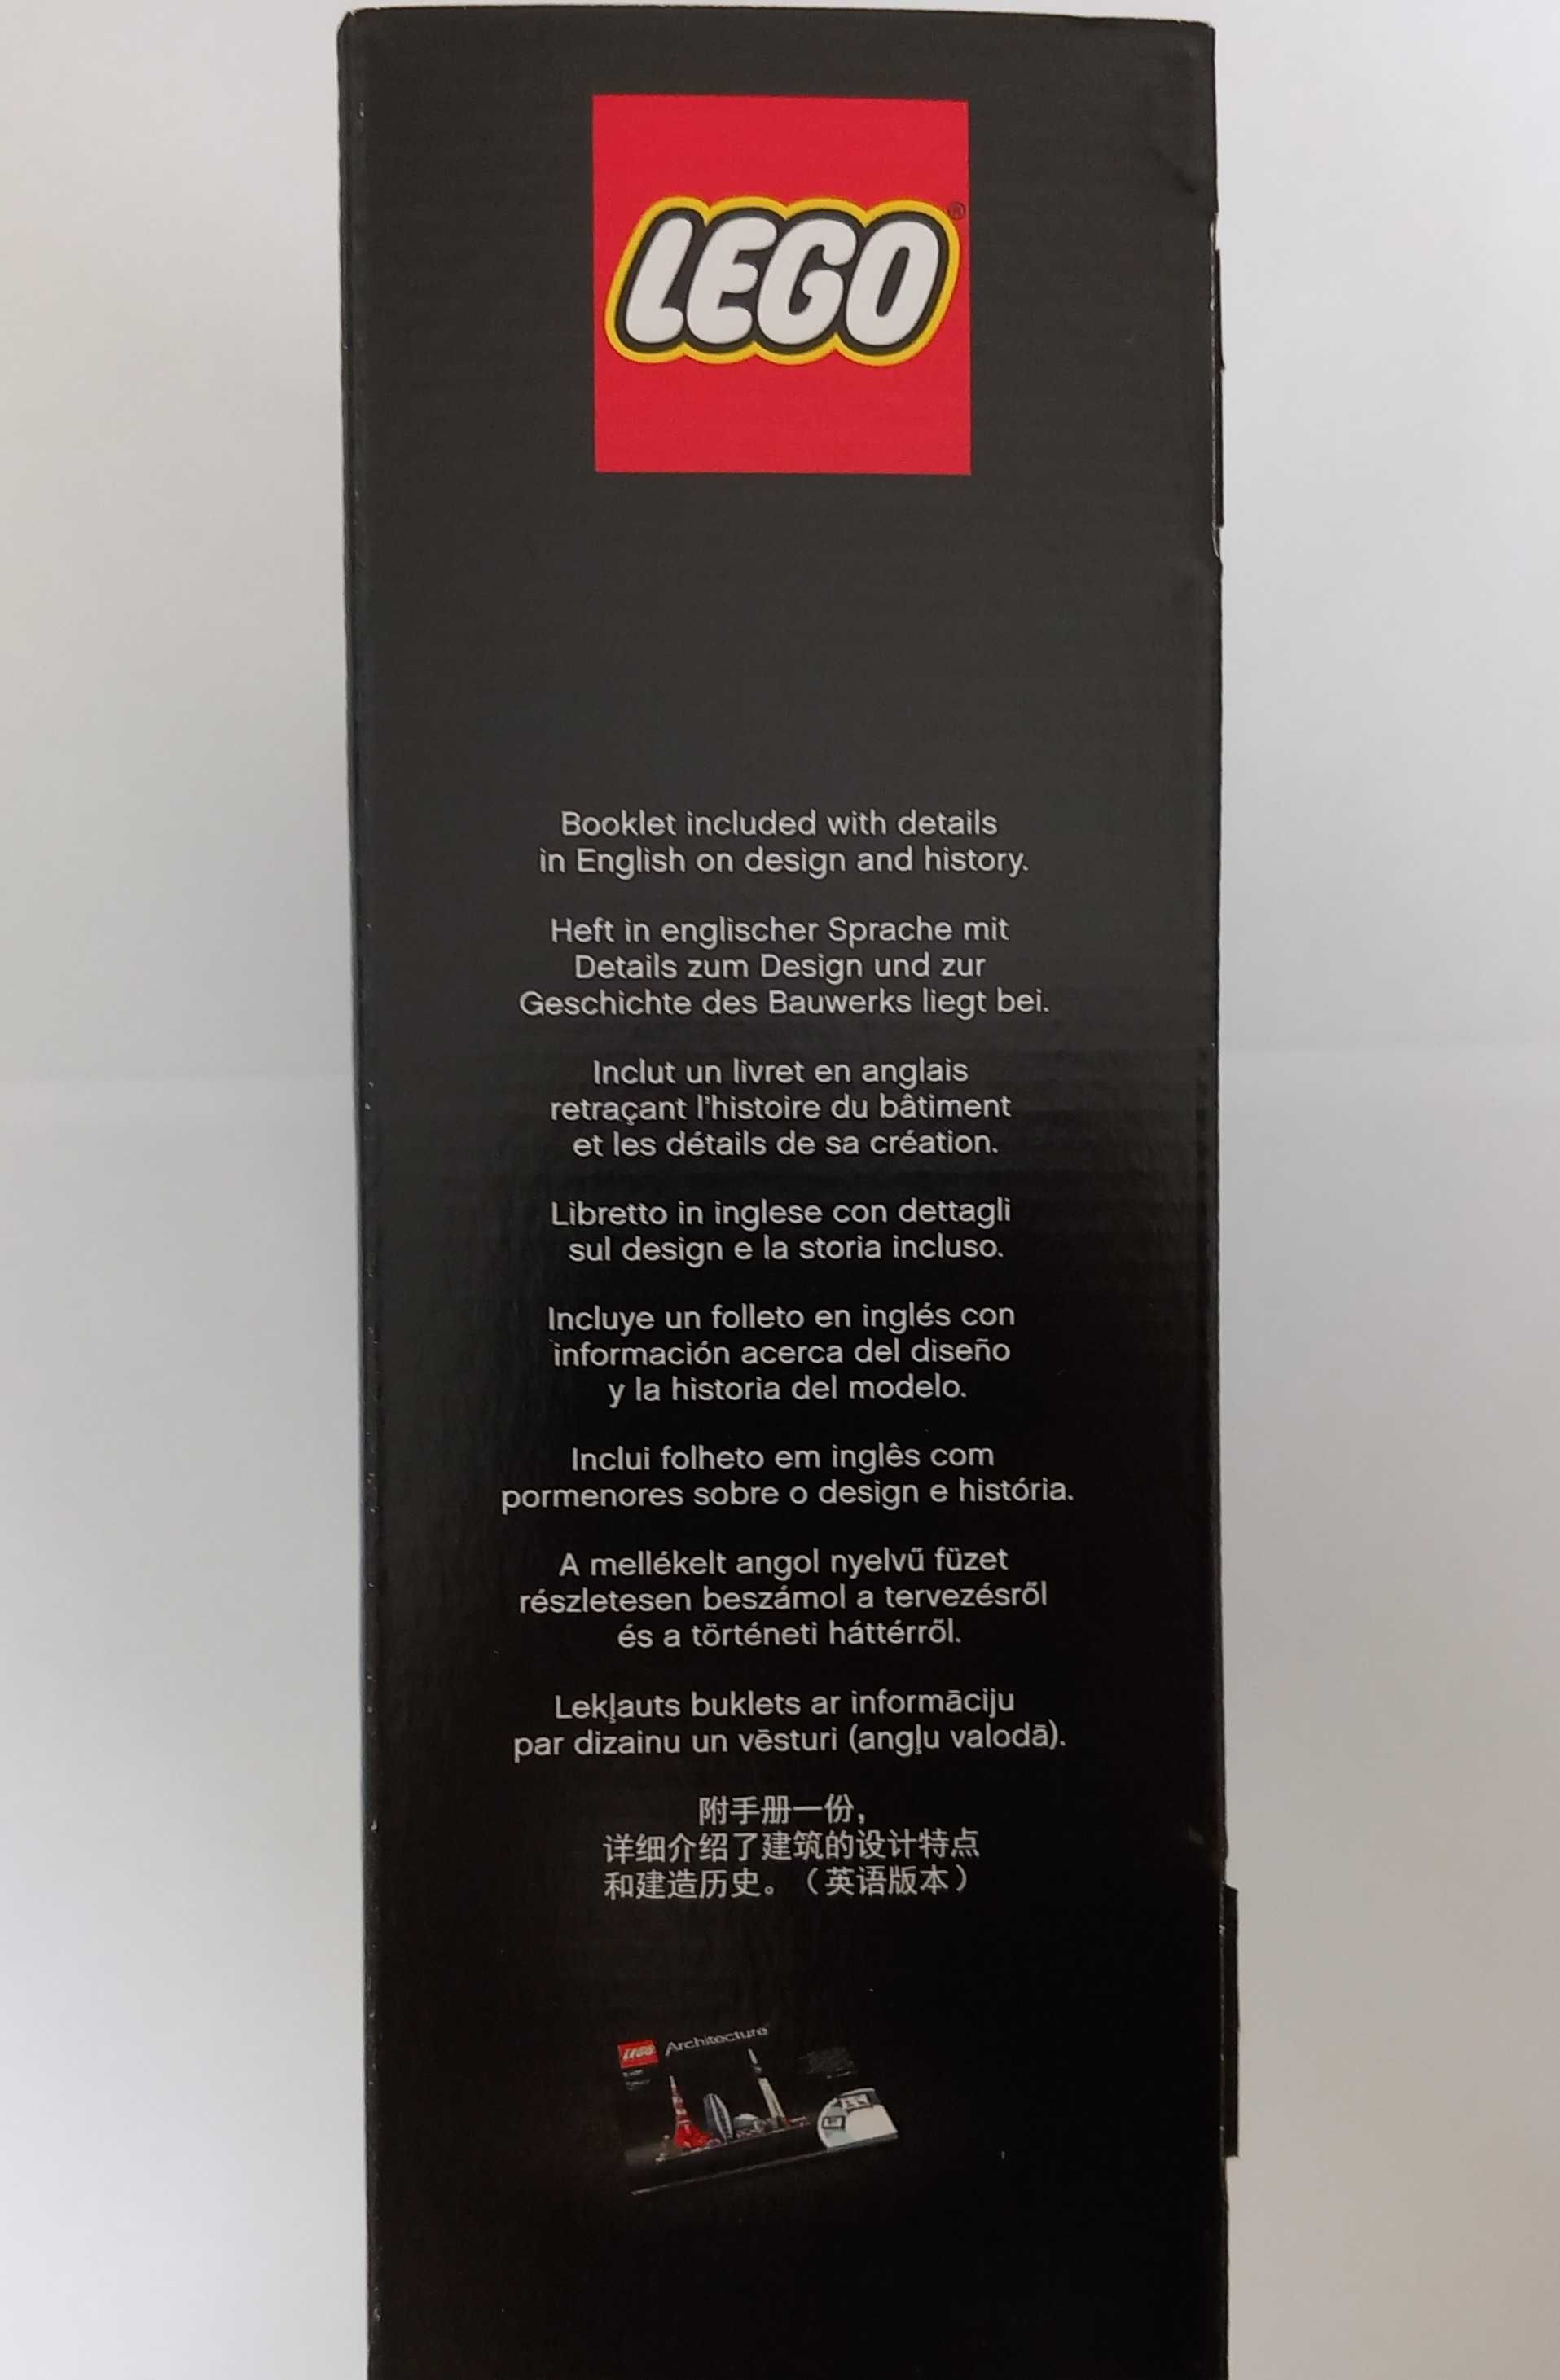 LEGO®
Booklet included with details
in English on design and history.
Heft in englischer Sprache mit
Details zum Design und zur
Geschichte des Bauwerks liegt bei.
Inclut un livret en anglais
retraçant l'histoire du bâtiment
et les détails de sa création.
Libretto in inglese con dettagli
sul design e la storia incluso.
Incluye un folleto en inglés con
información acerca del diseño
y la historia del modelo.
Inclui folheto em inglês com
pormenores sobre o design e história.
A mellékelt angol nyelvű füzet
részletesen beszámol a tervezésről
és a történeti háttérről.
Lekļauts buklets ar informāciju
par dizainu un vēsturi (angļu valodā).
附手册一份，
详细介绍了建筑的设计特点
和建造历史。（英语版本）
LEGO Architecture